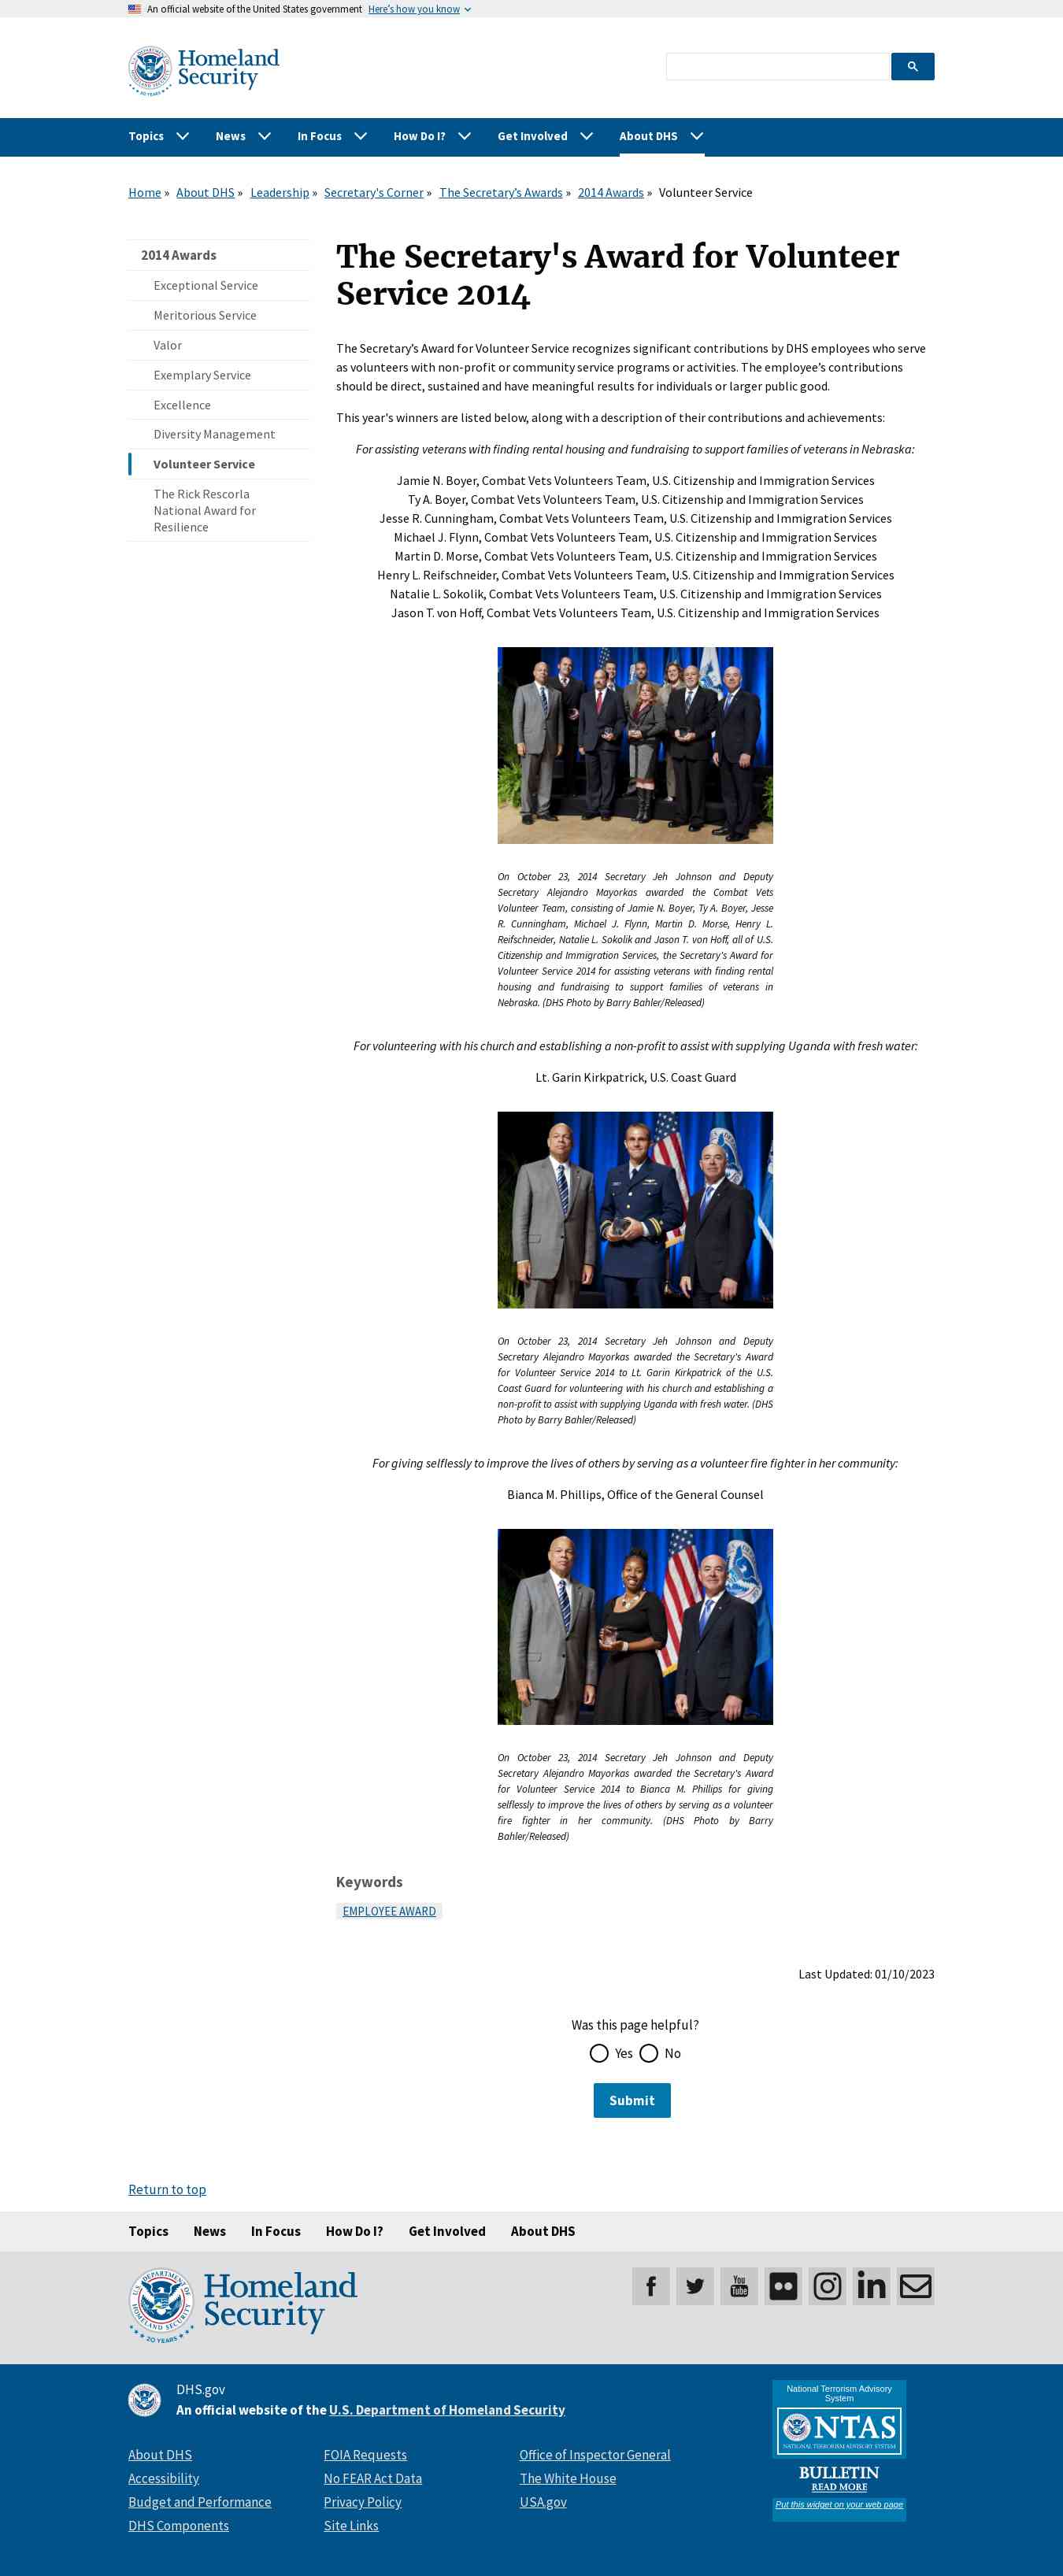 An official website of the United States government Here's how you know
Homeland
Security
Topics News In Focus How Do I? Get Involved About DHS
Home » About DHS » Leadership » Secretary's Corner » The Secretary’s Awards » 2014 Awards » Volunteer Service
2014 Awards
Exceptional Service
Meritorious Service
Valor
Exemplary Service
Excellence
Diversity Management
Volunteer Service
The Rick Rescorla
National Award for
Resilience
The Secretary's Award for Volunteer
Service 2014
The Secretary’s Award for Volunteer Service recognizes significant contributions by DHS employees who serve
as volunteers with non-profit or community service programs or activities. The employee’s contributions
should be direct, sustained and have meaningful results for individuals or larger public good.
This year's winners are listed below, along with a description of their contributions and achievements:
For assisting veterans with finding rental housing and fundraising to support families of veterans in Nebraska:
Jamie N. Boyer, Combat Vets Volunteers Team, U.S. Citizenship and Immigration Services
Ty A. Boyer, Combat Vets Volunteers Team, U.S. Citizenship and Immigration Services
Jesse R. Cunningham, Combat Vets Volunteers Team, U.S. Citizenship and Immigration Services
Michael J. Flynn, Combat Vets Volunteers Team, U.S. Citizenship and Immigration Services
Martin D. Morse, Combat Vets Volunteers Team, U.S. Citizenship and Immigration Services
Henry L. Reifschneider, Combat Vets Volunteers Team, U.S. Citizenship and Immigration Services
Natalie L. Sokolik, Combat Vets Volunteers Team, U.S. Citizenship and Immigration Services
Jason T. von Hoff, Combat Vets Volunteers Team, U.S. Citizenship and Immigration Services
On October 23, 2014 Secretary Jeh Johnson and Deputy
Secretary Alejandro Mayorkas awarded the Combat Vets
Volunteer Team, consisting of Jamie N. Boyer, Ty A. Boyer, Jesse
R. Cunningham, Michael J. Flynn, Martin D. Morse, Henry L.
Reifschneider, Natalie L. Sokolik and Jason T. von Hoff, all of U.S.
Citizenship and Immigration Services, the Secretary's Award for
Volunteer Service 2014 for assisting veterans with finding rental
housing and fundraising to support families of veterans in
Nebraska. (DHS Photo by Barry Bahler/Released)
For volunteering with his church and establishing a non-profit to assist with supplying Uganda with fresh water:
Lt. Garin Kirkpatrick, U.S. Coast Guard
On October 23, 2014 Secretary Jeh Johnson and Deputy
Secretary Alejandro Mayorkas awarded the Secretary's Award
for Volunteer Service 2014 to Lt. Garin Kirkpatrick of the U.S.
Coast Guard for volunteering with his church and establishing a
non-profit to assist with supplying Uganda with fresh water. (DHS
Photo by Barry Bahler/Released)
For giving selflessly to improve the lives of others by serving as a volunteer fire fighter in her community:
Bianca M. Phillips, Office of the General Counsel
On October 23, 2014 Secretary Jeh Johnson and Deputy
Secretary Alejandro Mayorkas awarded the Secretary's Award
for Volunteer Service 2014 to Bianca M. Phillips for giving
selflessly to improve the lives of others by serving as a volunteer
fire fighter in her community. (DHS Photo by Barry
Bahler/Released)
Keywords
EMPLOYEE AWARD
Last Updated: 01/10/2023
Was this page helpful?
Yes No
Submit
Return to top
Topics News In Focus How Do I? Get Involved About DHS
U.S. DEPARTMENT OF HOMELAND SECURITY
20 YEARS
Homeland
Security
You
Tube
DHS.gov
An official website of the U.S. Department of Homeland Security
About DHS
Accessibility
Budget and Performance
DHS Components
FOIA Requests
No FEAR Act Data
Privacy Policy
Site Links
Office of Inspector General
The White House
USA.gov
National Terrorism Advisory
System
NTAS
NATIONAL TERRORISM ADVISORY SYSTEM
BULLETIN
READ MORE
Put this widget on your web page